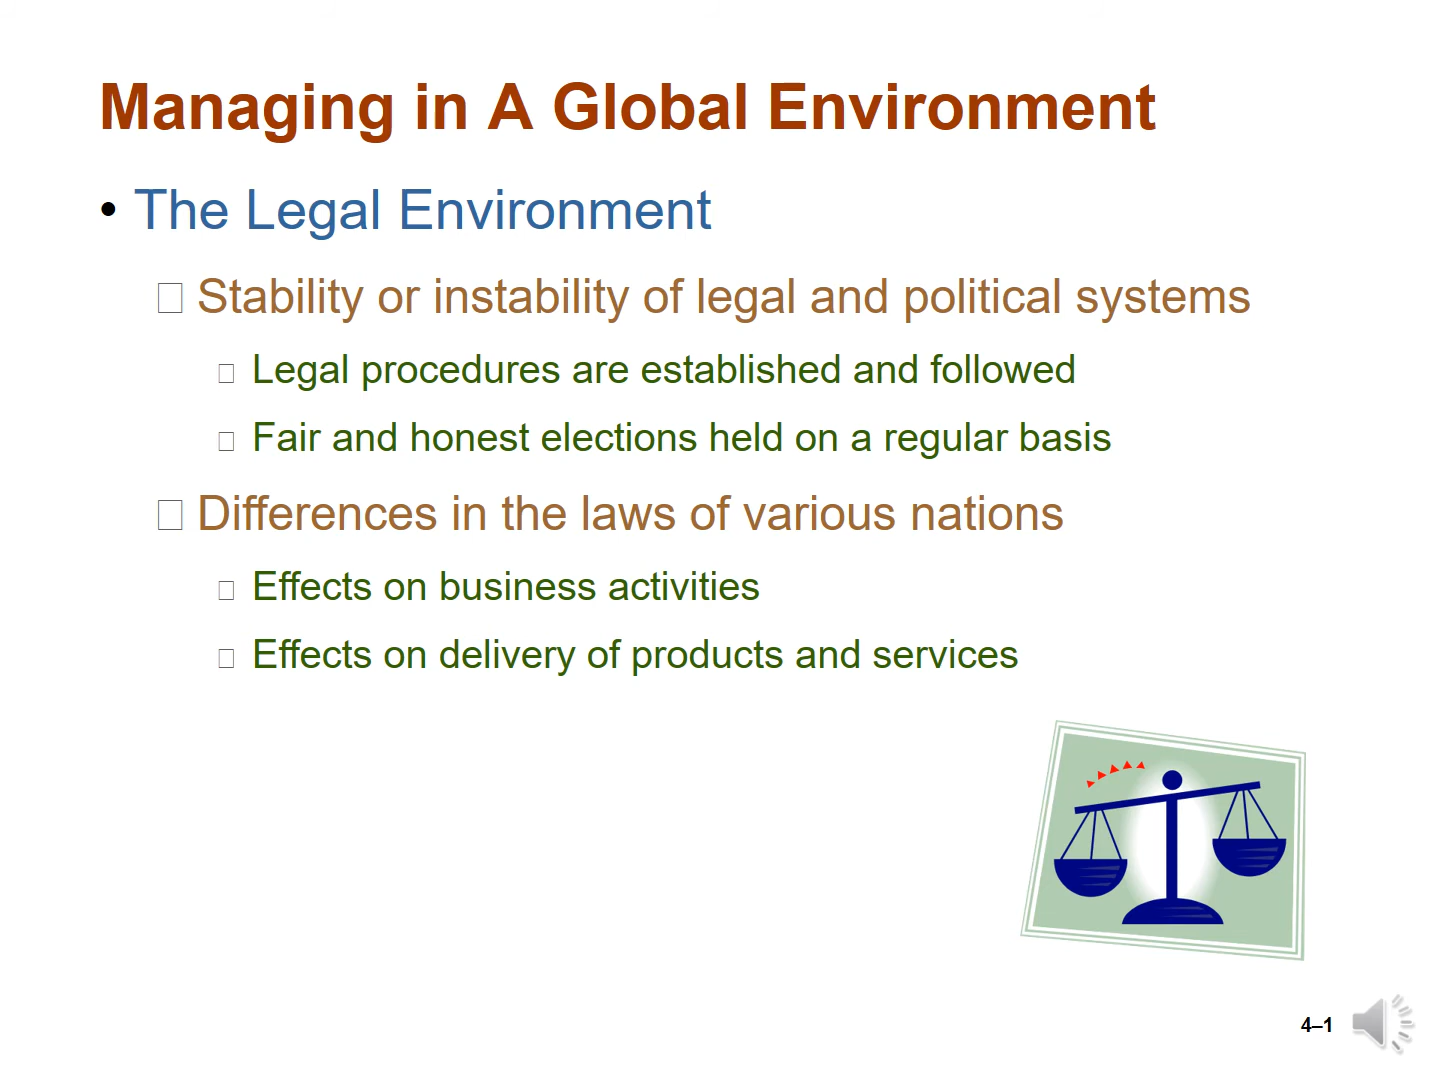 Managing in A Global Environment
• The Legal Environment
Stability or instability of legal and political systems
Legal procedures are established and followed
Fair and honest elections held on a regular basis
Differences in the laws of various nations
Effects on business activities
Effects on delivery of products and services
4–1